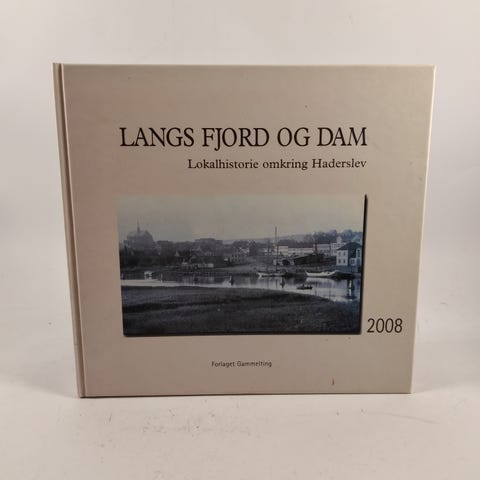 LANGS FJORD OG DAM
Lokalhistorie omkring Haderslev
2008
Forlaget Gammelting